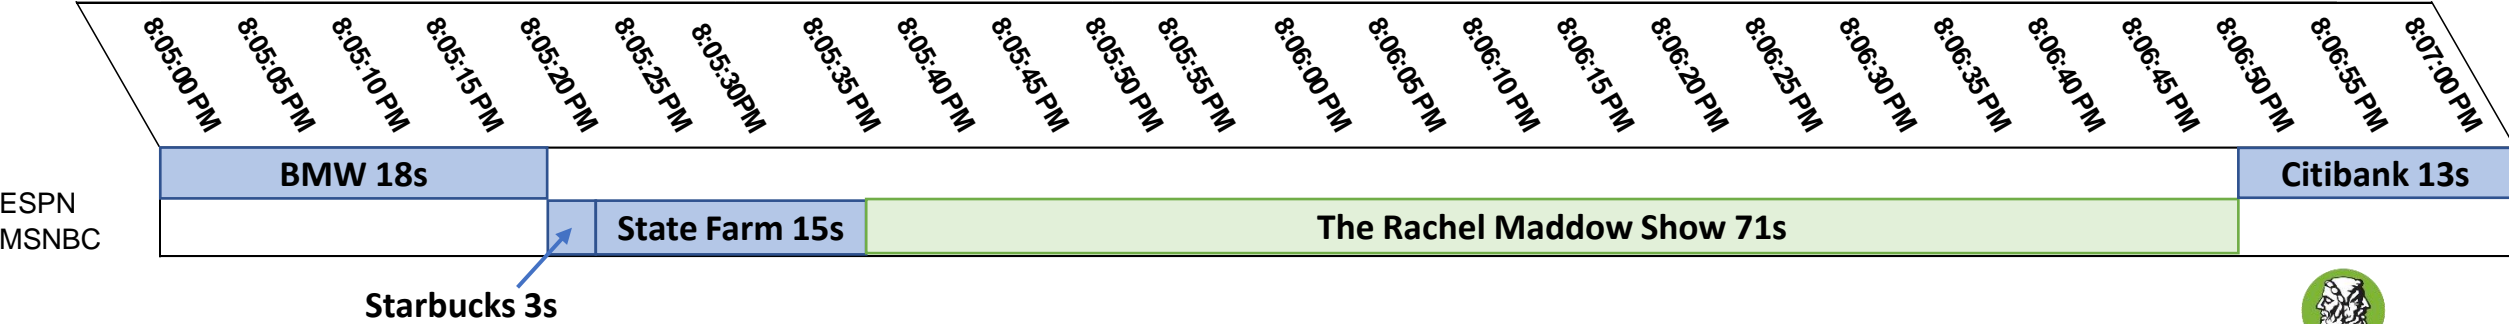 8:05:00 PM
8:05:05 PM
8:05:10 PM
8:05:15 PM
8:05:20 PM
8:05:25 PM
8:05:30PM
8:05:35 PM
8:05:40 PM
8:05:45 PM
8:05:50 PM
8:05:55 PM
8:06:00 PM
8:06:05 PM
8:06:10 PM
8:06:15 PM
8:06:20 PM
8:06:25 PM
8:06:30 PM
8:06:35 PM
8:06:40 PM
8:06:45 PM
8:06:50 PM
8:06:55 PM
8:07:00 PM
BMW 18s
Citibank 13s
ESPN
MSNBC
State Farm 15s
The Rachel Maddow Show 71s
Starbucks 3s